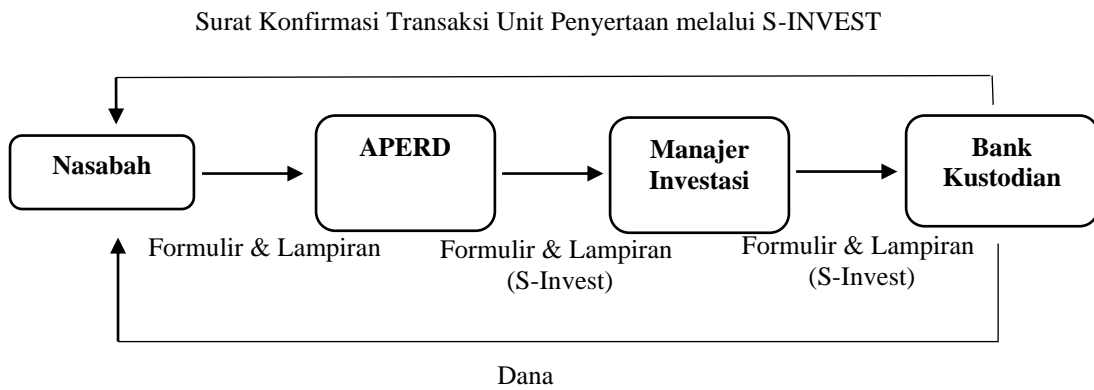 Surat Konfirmasi Transaksi Unit Penyertaan melalui S-INVEST
Nasabah
APERD
Manajer
Investasi
Bank
Kustodian
Formulir & Lampiran
Formulir & Lampiran
(S-Invest)
Formulir & Lampiran
(S-Invest)
Dana